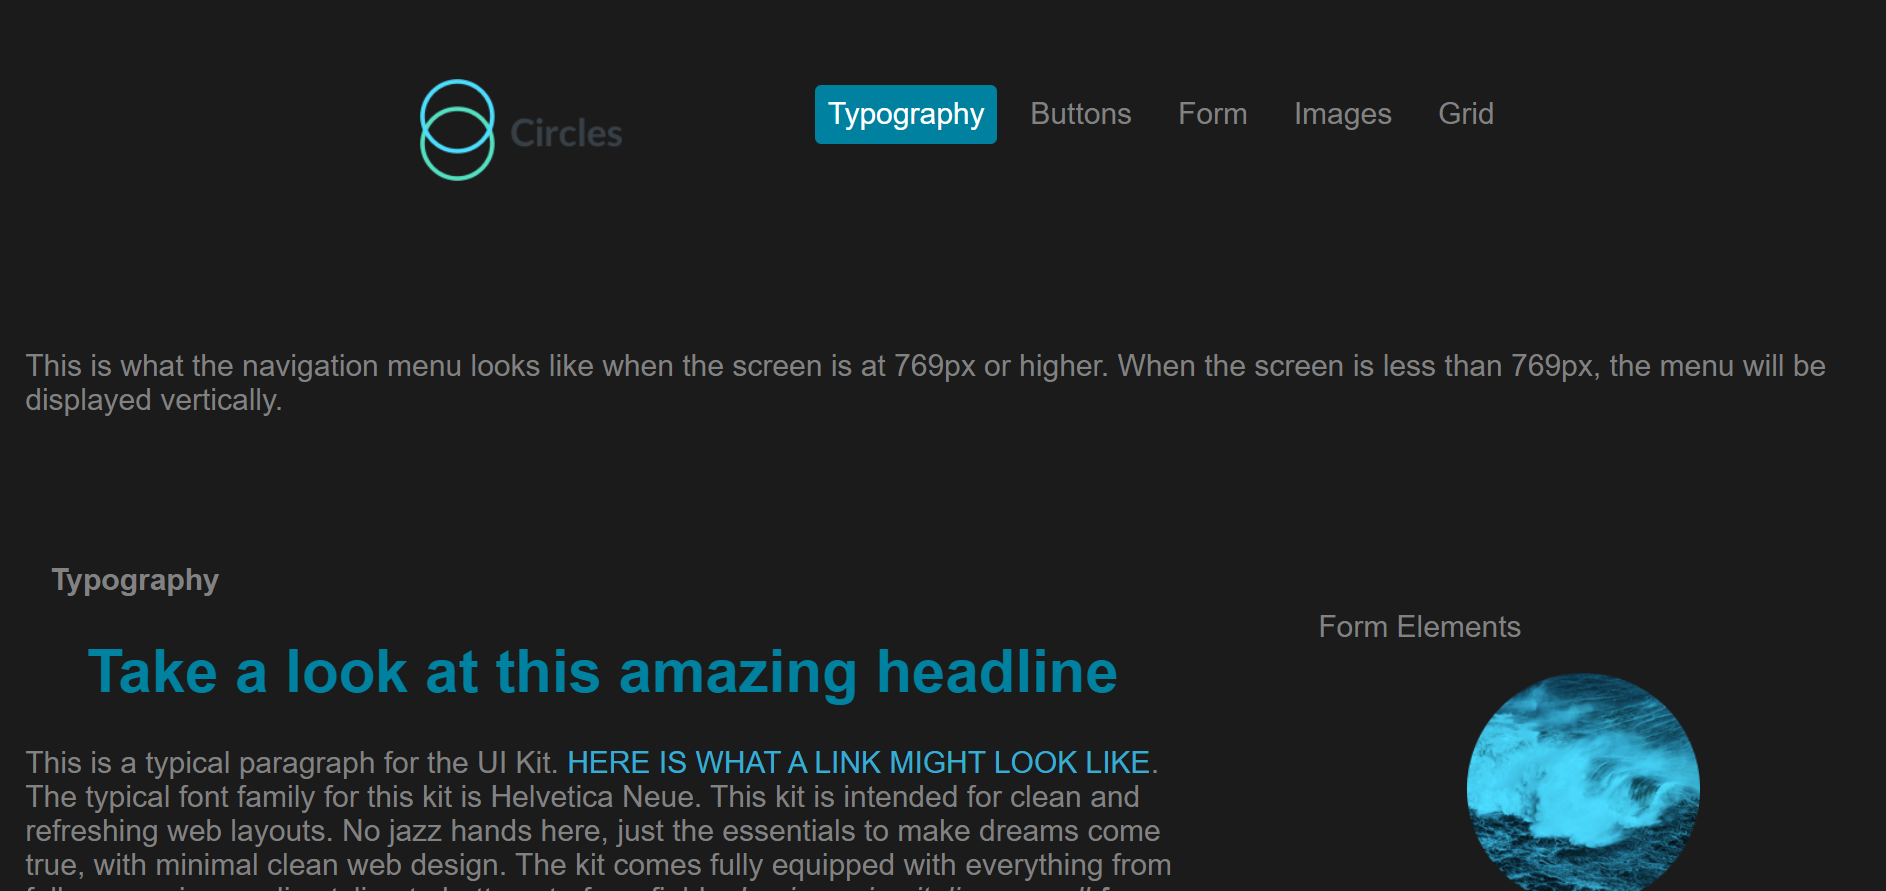 Circles
Typography Buttons Form Images Grid
This is what the navigation menu looks like when the screen is at 769px or higher. When the screen is less than 769px, the menu will be
displayed vertically.
Typography
Take a look at this amazing headline
This is a typical paragraph for the UI Kit. HERE IS WHAT A LINK MIGHT LOOK LIKE.
The typical font family for this kit is Helvetica Neue. This kit is intended for clean and
refreshing web layouts. No jazz hands here, just the essentials to make dreams come
true, with minimal clean web design. The kit comes fully equipped with everything from
Form Elements